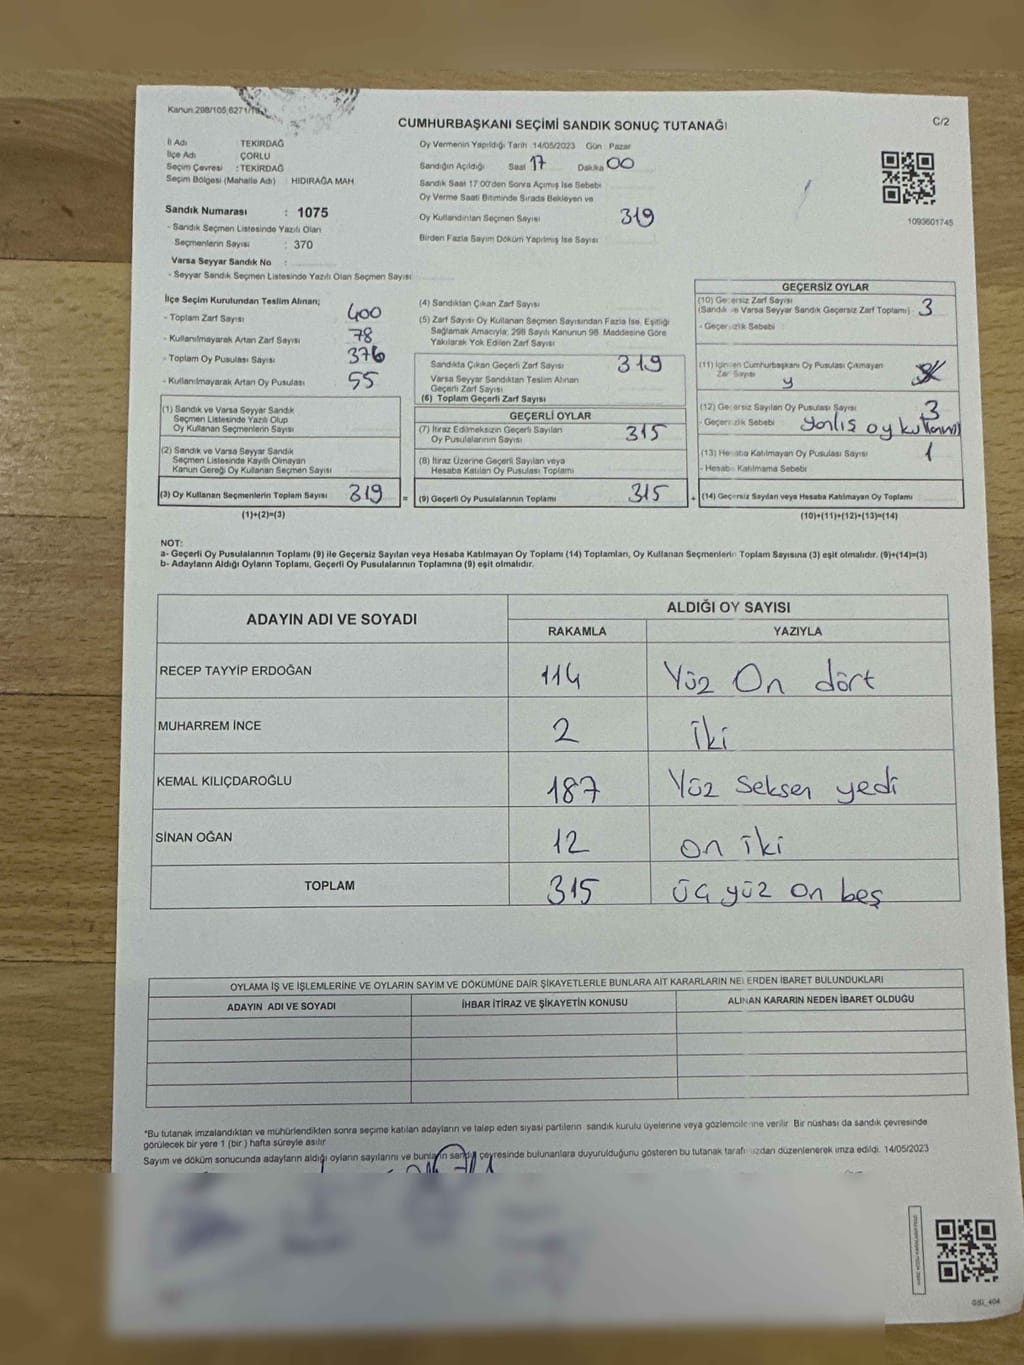 Kanun:298/105,6271/19
C/2
CUMHURBAŞKANI SEÇİMİ SANDIK SONUÇ TUTANAĞI
İl Adı TEKİRDAĞ
İlçe Adı : ÇORLU
Seçim Çevresi : TEKİRDAĞ
Seçim Bölgesi (Mahalle Adı) : HIDIRAĞA MAH.
Oy Vermenin Yapıldığı Tarih 14/05/2023 Gün : Pazar
Sandığın Açıldığı Saat 17 Dakika 00
Sandık Saat 17.00'den Sonra Açılmış İse Sebebi
Oy Verme Saati Bitiminde Sırada Bekleyen ve
Oy Kullandırılan Seçmen Sayısı 319
Birden Fazla Sayım Döküm Yapılmış İse Sayısı
1093601745
Sandık Numarası : 1075
- Sandık Seçmen Listesinde Yazılı Olan
Seçmenlerin Sayısı : 370
Varsa Seyyar Sandık No :
- Seyyar Sandık Seçmen Listesinde Yazılı Olan Seçmen Sayısı:
İlçe Seçim Kurulundan Teslim Alınan;
- Toplam Zarf Sayısı 400
- Kullanılmayarak Artan Zarf Sayısı 78
- Toplam Oy Pusulası Sayısı 376
- Kullanılmayarak Artan Oy Pusulası 55
(1) Sandık ve Varsa Seyyar Sandık
Seçmen Listesinde Yazılı Olup
Oy Kullanan Seçmenlerin Sayısı
(2) Sandık ve Varsa Seyyar Sandık
Seçmen Listesinde Kayıtlı Olmayan
Kanun Gereği Oy Kullanan Seçmen Sayısı
(3) Oy Kullanan Seçmenlerin Toplam Sayısı 319
(1)+(2)=(3)
(4) Sandıktan Çıkan Zarf Sayısı
(5) Zarf Sayısı Oy Kullanan Seçmen Sayısından Fazla İse, Eşitliği
Sağlamak Amacıyla; 298 Sayılı Kanunun 98. Maddesine Göre
Yakılarak Yok Edilen Zarf Sayısı
Sandıkta Çıkan Geçerli Zarf Sayısı 319
Varsa Seyyar Sandıktan Teslim Alınan
Geçerli Zarf Sayısı
(6) Toplam Geçerli Zarf Sayısı
GEÇERLİ OYLAR
(7) İtiraz Edilmeksizin Geçerli Sayılan
Oy Pusulalarının Sayısı 315
(8) İtiraz Üzerine Geçerli Sayılan veya
Hesaba Katılan Oy Pusulası Toplamı
= (9) Geçerli Oy Pusulalarının Toplamı 315
GEÇERSİZ OYLAR
(10) Geçersiz Zarf Sayısı
(Sandık ve Varsa Seyyar Sandık Geçersiz Zarf Toplamı) 3
- Geçersizlik Sebebi
(11) İçinden Cumhurbaşkanı Oy Pusulası Çıkmayan
Zarf Sayısı
(12) Geçersiz Sayılan Oy Pusulası Sayısı 3
- Geçersizlik Sebebi yanlış oy kullanımı
(13) Hesaba Katılmayan Oy Pusulası Sayısı 1
- Hesaba Katılmama Sebebi
+ (14) Geçersiz Sayılan veya Hesaba Katılmayan Oy Toplamı
(10)+(11)+(12)+(13)=(14)
NOT:
a- Geçerli Oy Pusulalarının Toplamı (9) ile Geçersiz Sayılan veya Hesaba Katılmayan Oy Toplamı (14) Toplamları, Oy Kullanan Seçmenlerin Toplam Sayısına (3) eşit olmalıdır. (9)+(14)=(3)
b- Adayların Aldığı Oyların Toplamı, Geçerli Oy Pusulalarının Toplamına (9) eşit olmalıdır.
ADAYIN ADI VE SOYADI ALDIĞI OY SAYISI
RAKAMLA YAZIYLA
RECEP TAYYİP ERDOĞAN 114 Yüz On dört
MUHARREM İNCE 2 iki
KEMAL KILIÇDAROĞLU 187 Yüz Seksen yedi
SİNAN OĞAN 12 on iki
TOPLAM 315 üç yüz on beş
OYLAMA İŞ VE İŞLEMLERİNE VE OYLARIN SAYIM VE DÖKÜMÜNE DAİR ŞİKAYETLERLE BUNLARA AİT KARARLARIN NELERDEN İBARET BULUNDUKLARI
ADAYIN ADI VE SOYADI İHBAR İTİRAZ VE ŞİKAYETİN KONUSU ALINAN KARARIN NEDEN İBARET OLDUĞU
*Bu tutanak imzalandıktan ve mühürlendikten sonra seçime katılan adayların ve talep eden siyasi partilerin sandık kurulu üyelerine veya gözlemcilerine verilir. Bir nüshası da sandık çevresinde
görülecek bir yere 1 (bir) hafta süreyle asılır.
Sayım ve döküm sonucunda adayların aldığı oyların sayılarını ve bunların sandık çevresinde bulunanlara duyurulduğunu gösteren bu tutanak tarafımızdan düzenlenerek imza edildi. 14/05/2023
GSI_404